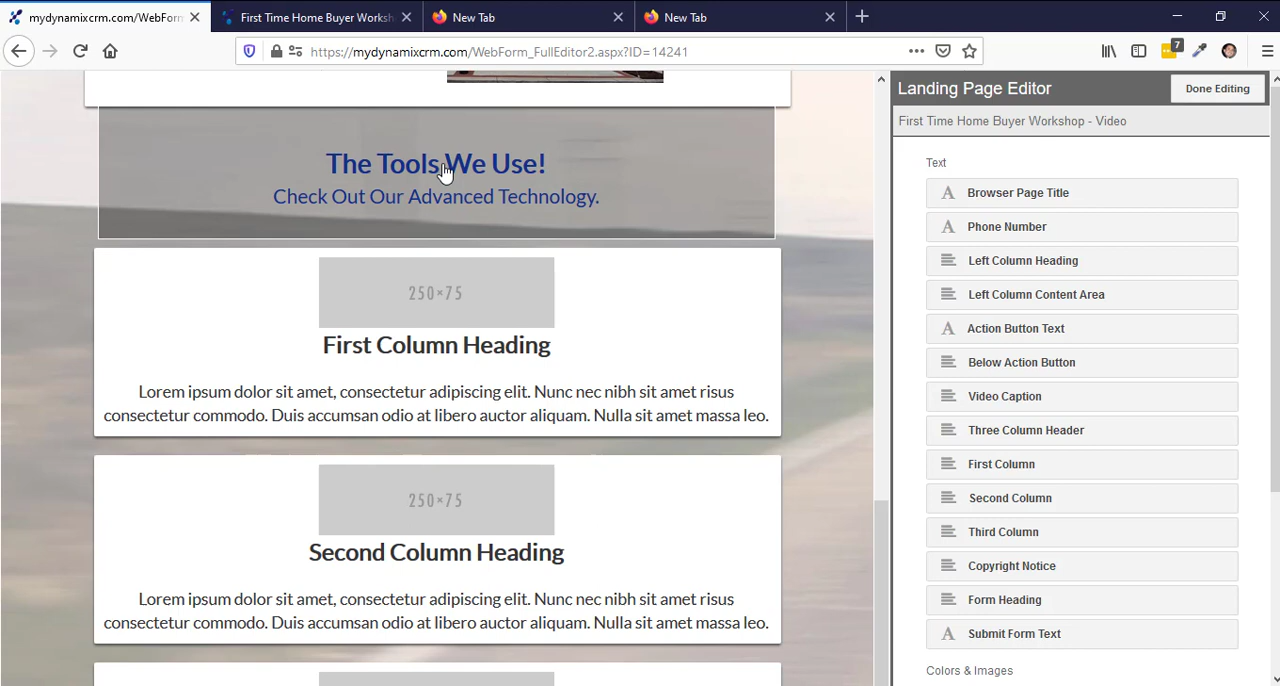 mydynamixcrm.com/WebForm
First Time Home Buyer Worksh
New Tab
New Tab
https://mydynamixcrm.com/WebForm_FullEditor2.aspx?ID=14241
7
The Tools We Use!
Check Out Our Advanced Technology.
250×75
First Column Heading
Lorem ipsum dolor sit amet, consectetur adipiscing elit. Nunc nec nibh sit amet risus
consectetur commodo. Duis accumsan odio at libero auctor aliquam. Nulla sit amet massa leo.
250×75
Second Column Heading
Lorem ipsum dolor sit amet, consectetur adipiscing elit. Nunc nec nibh sit amet risus
consectetur commodo. Duis accumsan odio at libero auctor aliquam. Nulla sit amet massa leo.
Landing Page Editor
Done Editing
First Time Home Buyer Workshop - Video
Text
A Browser Page Title
A Phone Number
Left Column Heading
Left Column Content Area
A Action Button Text
Below Action Button
Video Caption
Three Column Header
First Column
Second Column
Third Column
Copyright Notice
Form Heading
A Submit Form Text
Colors & Images